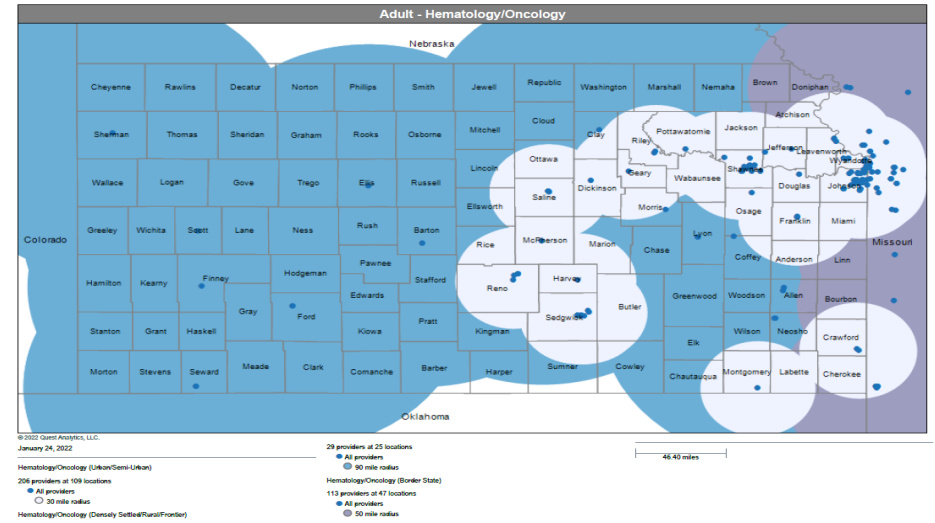 Adult - Hematology/Oncology
Nebraska
Cheyenne Rawlins Decatur Norton Phillips Smith Jewell Republic Washington Marshall Nemaha Brown Doniphan
Atchison
Sherman Thomas Sheridan Graham Rooks Osborne Mitchell Cloud Clay Riley Pottawatomie Jackson Jefferson Leavenworth
Wyandotte
Wallace Logan Gove Trego Ellis Russell Lincoln Ottawa Dickinson Geary Wabaunsee Shawnee Douglas Johnson
Ellsworth Saline Morris Osage Franklin Miami
Colorado Greeley Wichita Scott Lane Ness Rush Barton Rice McPherson Marion Chase Lyon Coffey Anderson Linn Missouri
Hamilton Kearny Finney Hodgeman Pawnee Stafford Reno Harvey
Gray Ford Edwards Sedgwick Butler Greenwood Woodson Allen Bourbon
Stanton Grant Haskell Kiowa Pratt Kingman Elk Wilson Neosho Crawford
Morton Stevens Seward Meade Clark Comanche Barber Harper Sumner Cowley Chautauqua Montgomery Labette Cherokee
Oklahoma
© 2022 Quest Analytics, LLC.
January 24, 2022
Hematology/Oncology (Urban/Semi-Urban)
206 providers at 109 locations
All providers
30 mile radius
Hematology/Oncology (Densely Settled/Rural/Frontier)
29 providers at 25 locations
All providers
90 mile radius
Hematology/Oncology (Border State)
113 providers at 47 locations
All providers
50 mile radius
46.40 miles